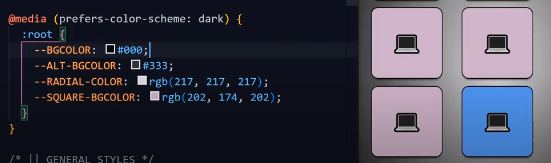 @media (prefers-color-scheme: dark) {
:root {
--BGCOLOR: #000;
--ALT-BGCOLOR: #333;
--RADIAL-COLOR: rgb(217, 217, 217);
--SQUARE-BGCOLOR: rgb(202, 174, 202);
}
}
/* || GENERAL STYLES */